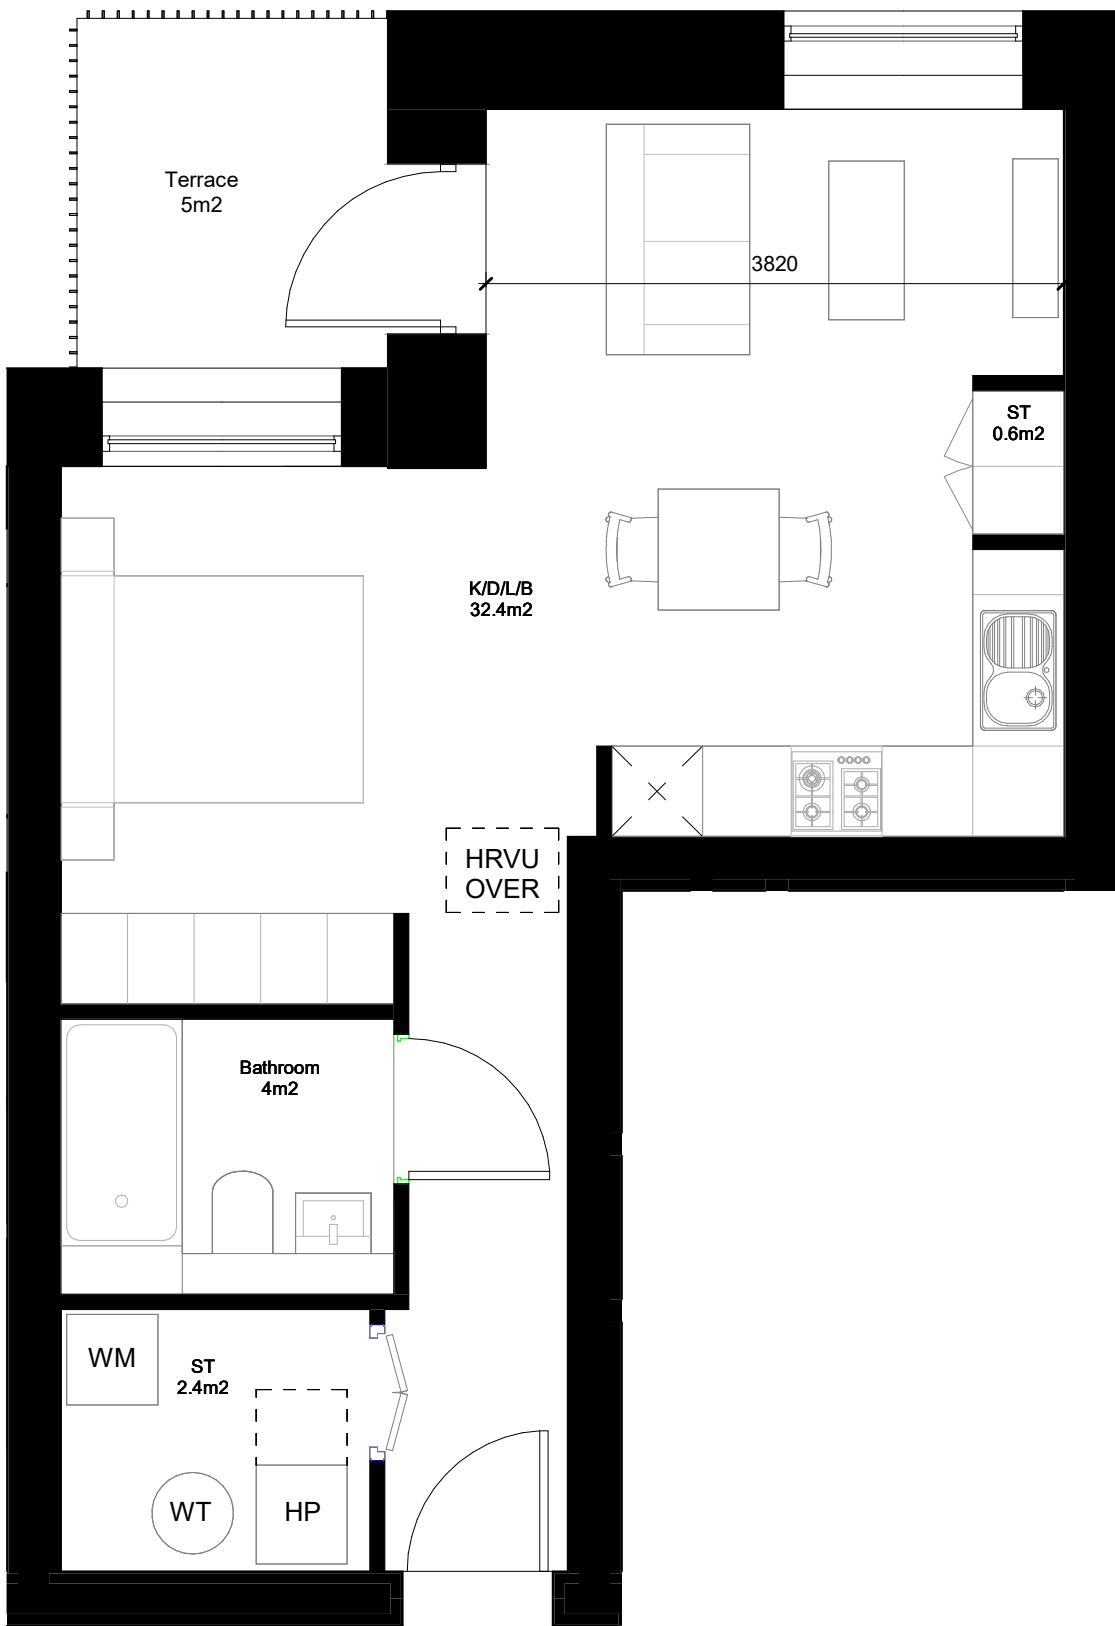 Terrace
5m2
3820
ST
0.6m2
K/D/L/B
32.4m2
HRVU
OVER
Bathroom
4m2
WM
ST
2.4m2
WT
HP